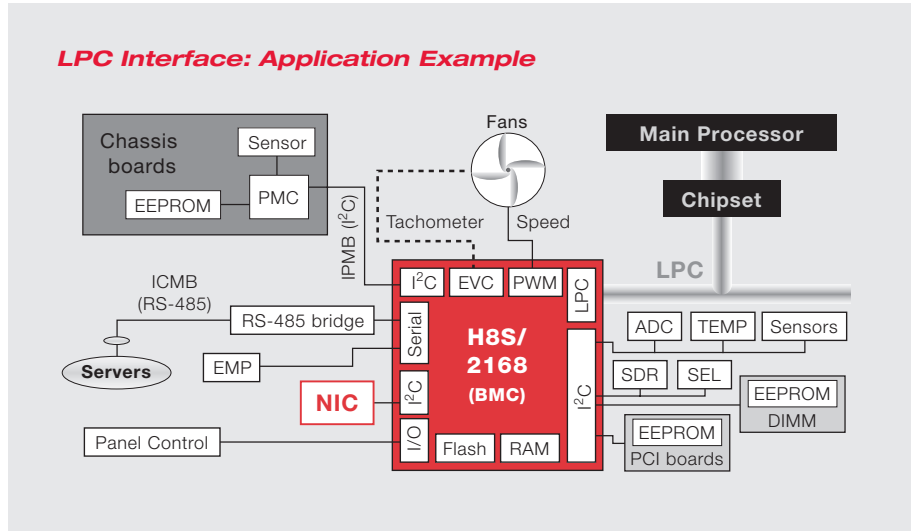 LPC Interface: Application Example
Chassis
boards
Sensor
EEPROM
PMC
Fans
Main Processor
Chipset
Tachometer
Speed
IPMB (I²C)
LPC
ICMB
(RS-485)
I²C
EVC
PWM
LPC
RS-485 bridge
Serial
H8S/
2168
(BMC)
ADC
TEMP
Sensors
Servers
EMP
SDR
SEL
NIC
I²C
I²C
EEPROM
DIMM
Panel Control
I/O
Flash
RAM
EEPROM
PCI boards